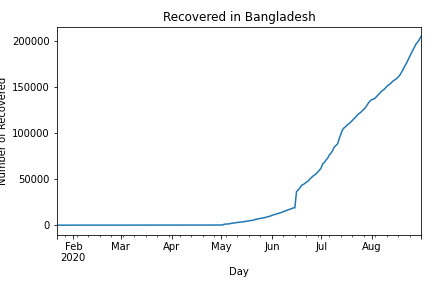 Recovered in Bangladesh
200000
150000
100000
50000
0
Number of Recovered
Feb Mar Apr May Jun Jul Aug
2020
Day